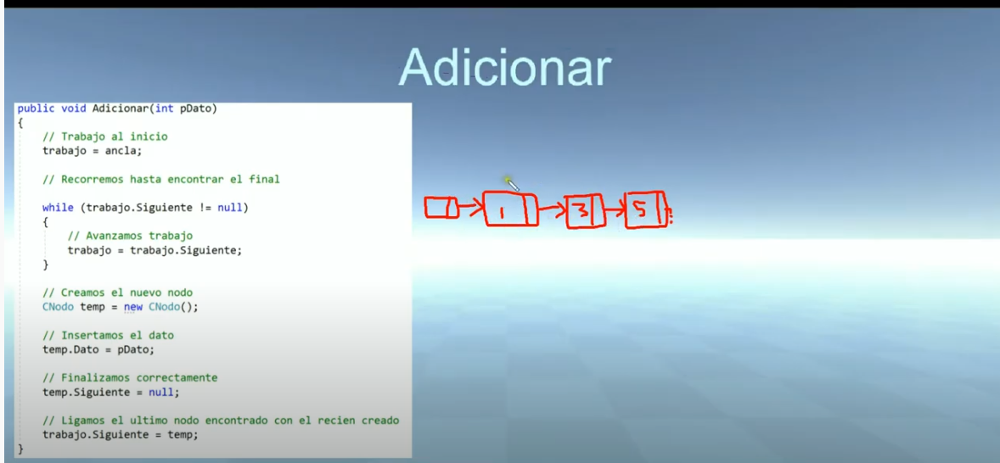 Adicionar
public void Adicionar(int pDato)
{
// Trabajo al inicio
trabajo = ancla;
// Recorremos hasta encontrar el final
while (trabajo.Siguiente != null)
{
// Avanzamos trabajo
trabajo = trabajo.Siguiente;
}
// Creamos el nuevo nodo
CNodo temp = new CNodo();
// Insertamos el dato
temp.Dato = pDato;
// Finalizamos correctamente
temp.Siguiente = null;
// Ligamos el ultimo nodo encontrado con el recien creado
trabajo.Siguiente = temp;
}
1 3 5